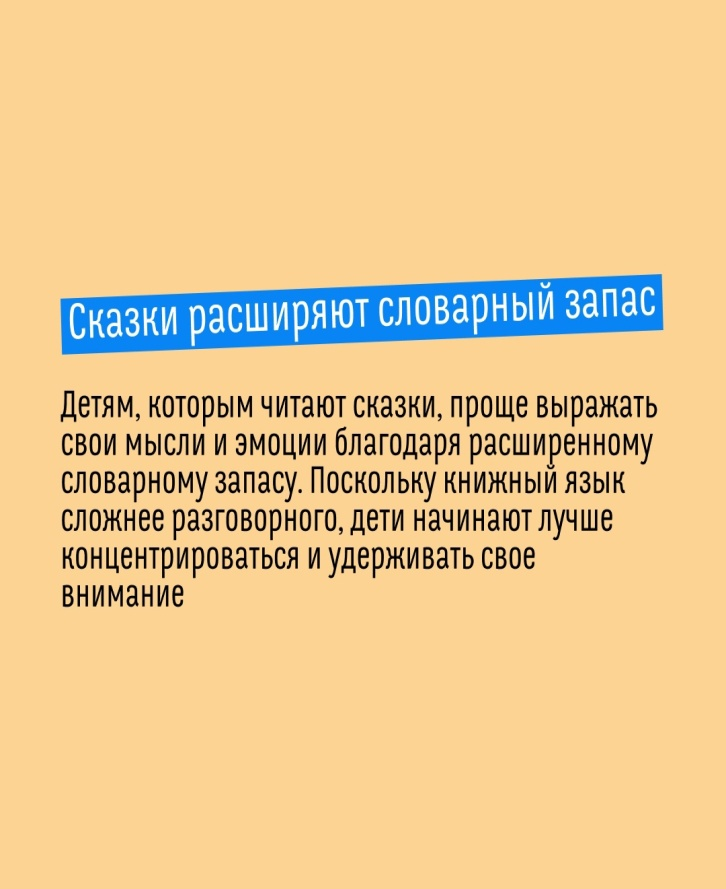 Сказки расширяют словарный запас
Детям, которым читают сказки, проще выражать
свои мысли и эмоции благодаря расширенному
словарному запасу. Поскольку книжный язык
сложнее разговорного, дети начинают лучше
концентрироваться и удерживать свое
внимание